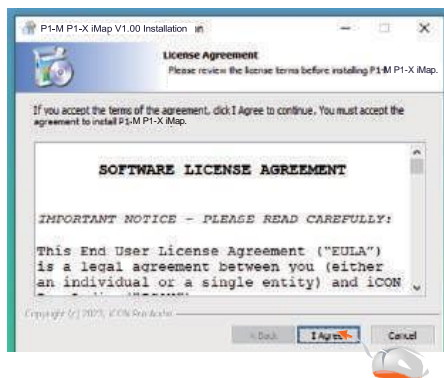 P1-M P1-X iMap V1.00 Installation
License Agreement
Please review the license terms before installing P1-M P1-X iMap.
If you accept the terms of the agreement, click I Agree to continue. You must accept the
agreement to install P1-M P1-X iMap.
SOFTWARE LICENSE AGREEMENT
IMPORTANT NOTICE - PLEASE READ CAREFULLY:
This End User License Agreement ("EULA")
is a legal agreement between you (either
an individual or a single entity) and iCON
Copyright (c) 2023, iCON
< Back
I Agree
Cancel